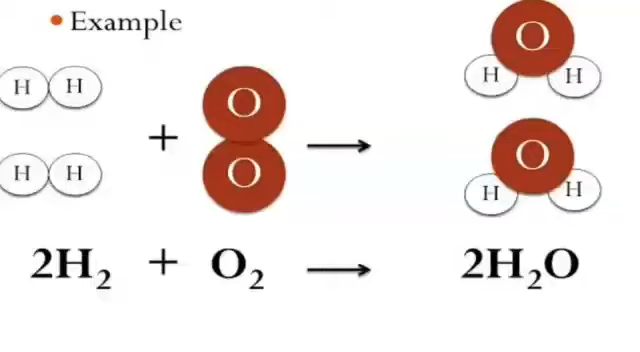 • Example
H H
O
O
H H
+
O
→
O
H H
H H
O
H H
2H₂ + O₂ → 2H₂O